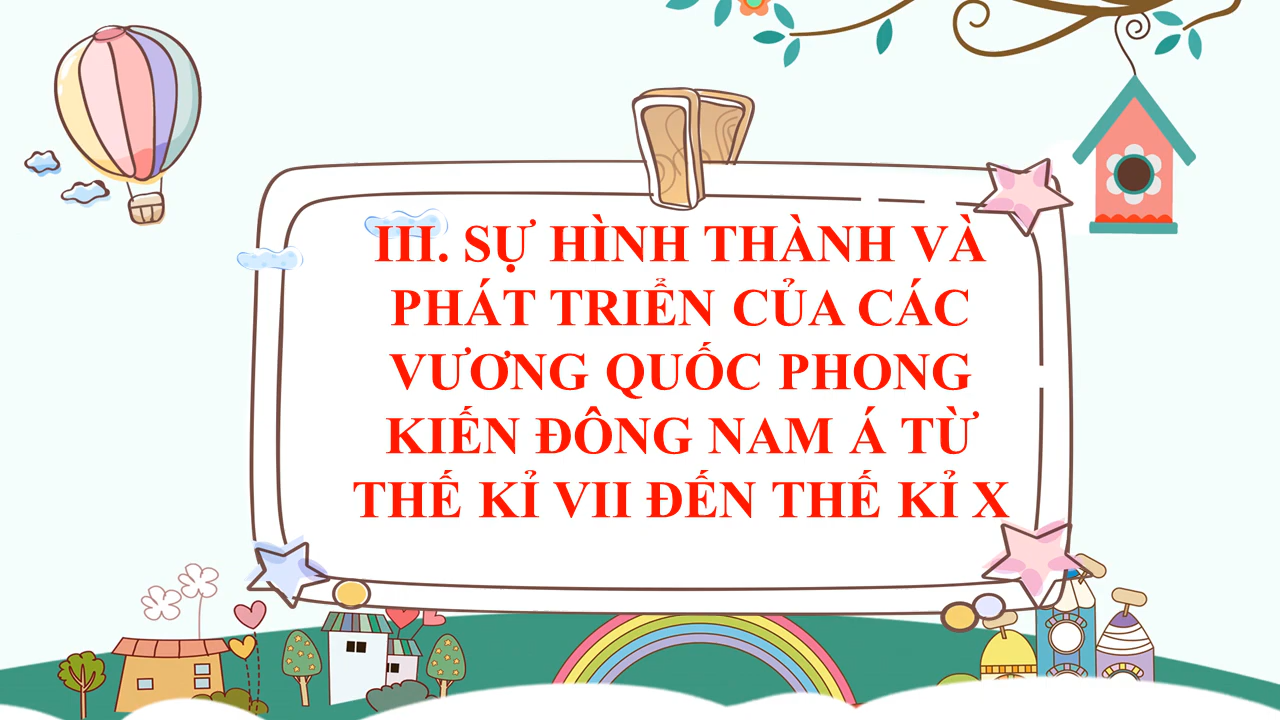 III. SỰ HÌNH THÀNH VÀ
PHÁT TRIỂN CỦA CÁC
VƯƠNG QUỐC PHONG
KIẾN ĐÔNG NAM Á TỪ
THẾ KỈ VII ĐẾN THẾ KỈ X